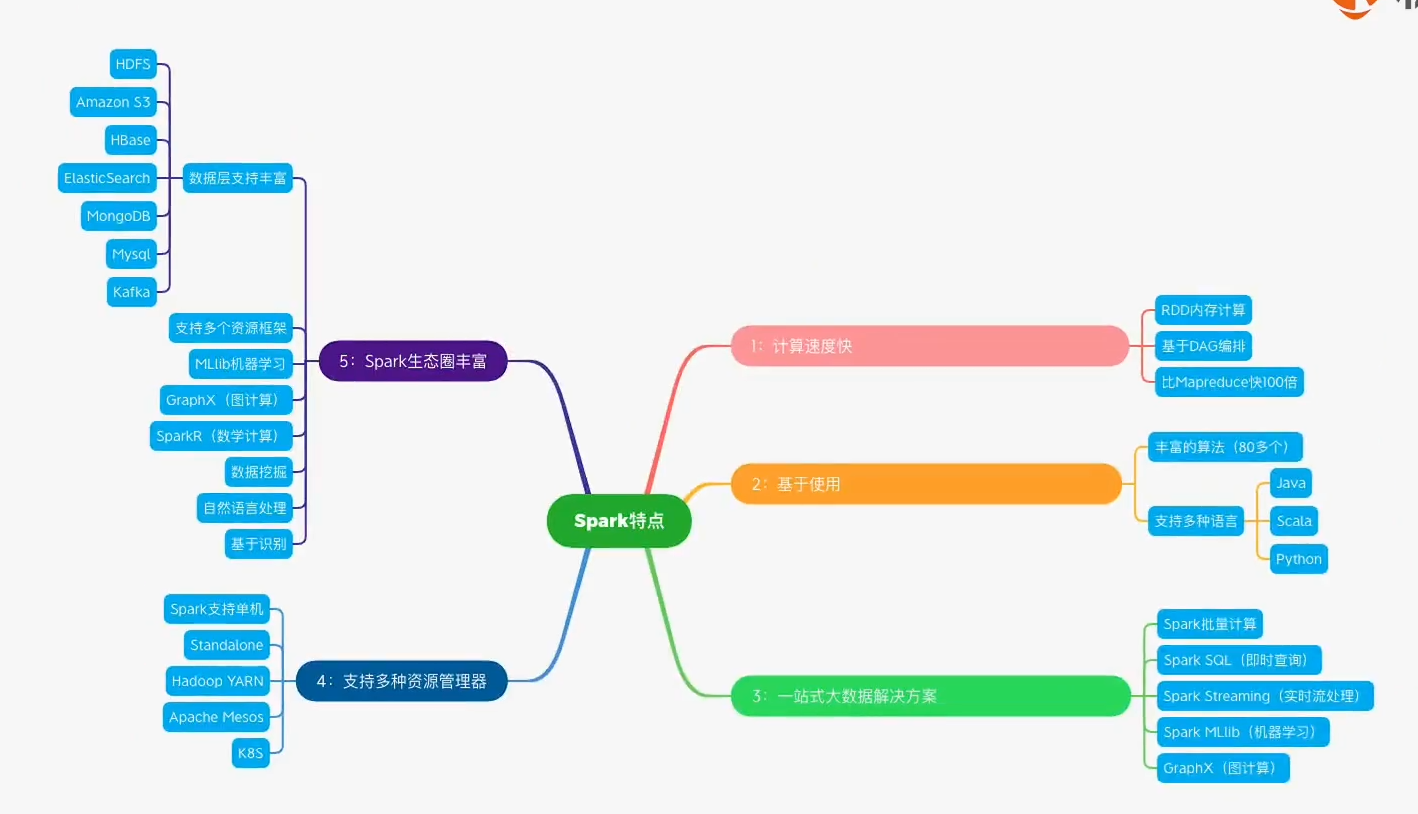 Spark特点
1：计算速度快
RDD内存计算
基于DAG编排
比Mapreduce快100倍
2：基于使用
丰富的算法（80多个）
支持多种语言
Java
Scala
Python
3：一站式大数据解决方案
Spark批量计算
Spark SQL（即时查询）
Spark Streaming（实时流处理）
Spark MLlib（机器学习）
GraphX（图计算）
4：支持多种资源管理器
Spark支持单机
Standalone
Hadoop YARN
Apache Mesos
K8S
5：Spark生态圈丰富
数据层支持丰富
HDFS
Amazon S3
HBase
ElasticSearch
MongoDB
Mysql
Kafka
支持多个资源框架
MLlib机器学习
GraphX（图计算）
SparkR（数学计算）
数据挖掘
自然语言处理
基于识别